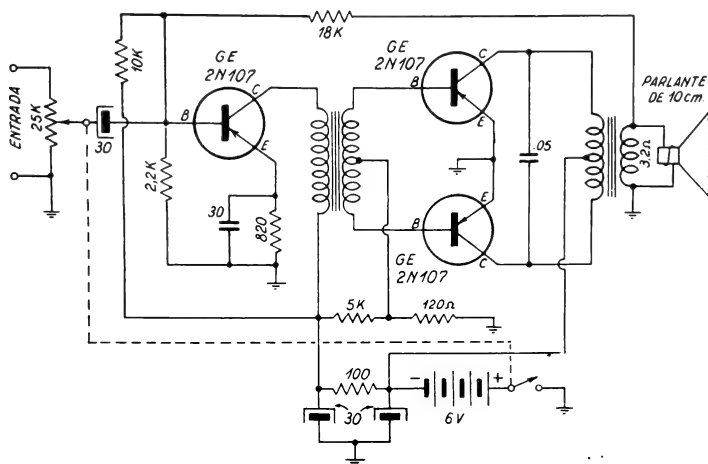 18K
10K
GE
2N107
GE
2N107
C
C
B
B
E
E
ENTRADA
25K
30
2,2K
30
820
.05
3,2Ω
PARLANTE
DE 10 cm.
B
E
C
GE
2N107
5K
120Ω
100
30
- +
6V